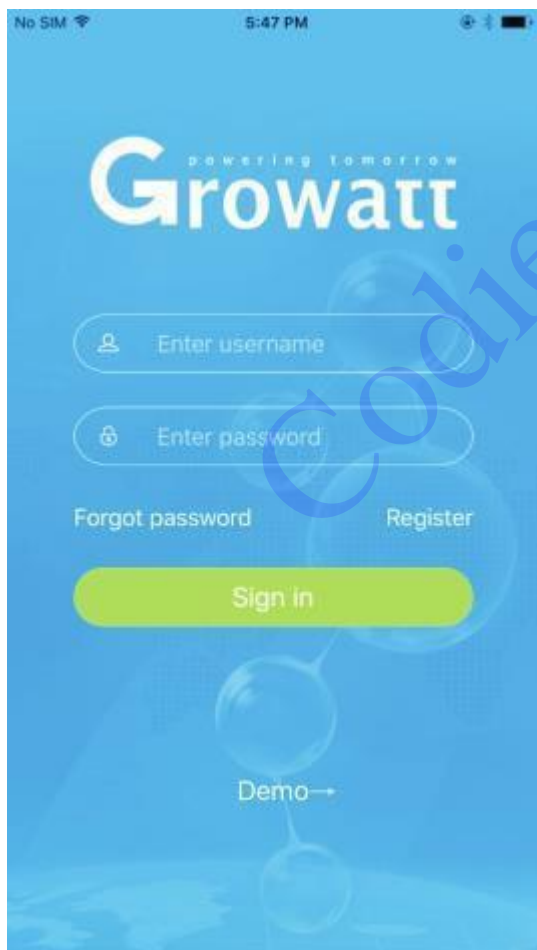 No SIM 5:47 PM
powering tomorrow
Growatt
Enter username
Enter password
Forgot password Register
Sign in
Demo→
Codie